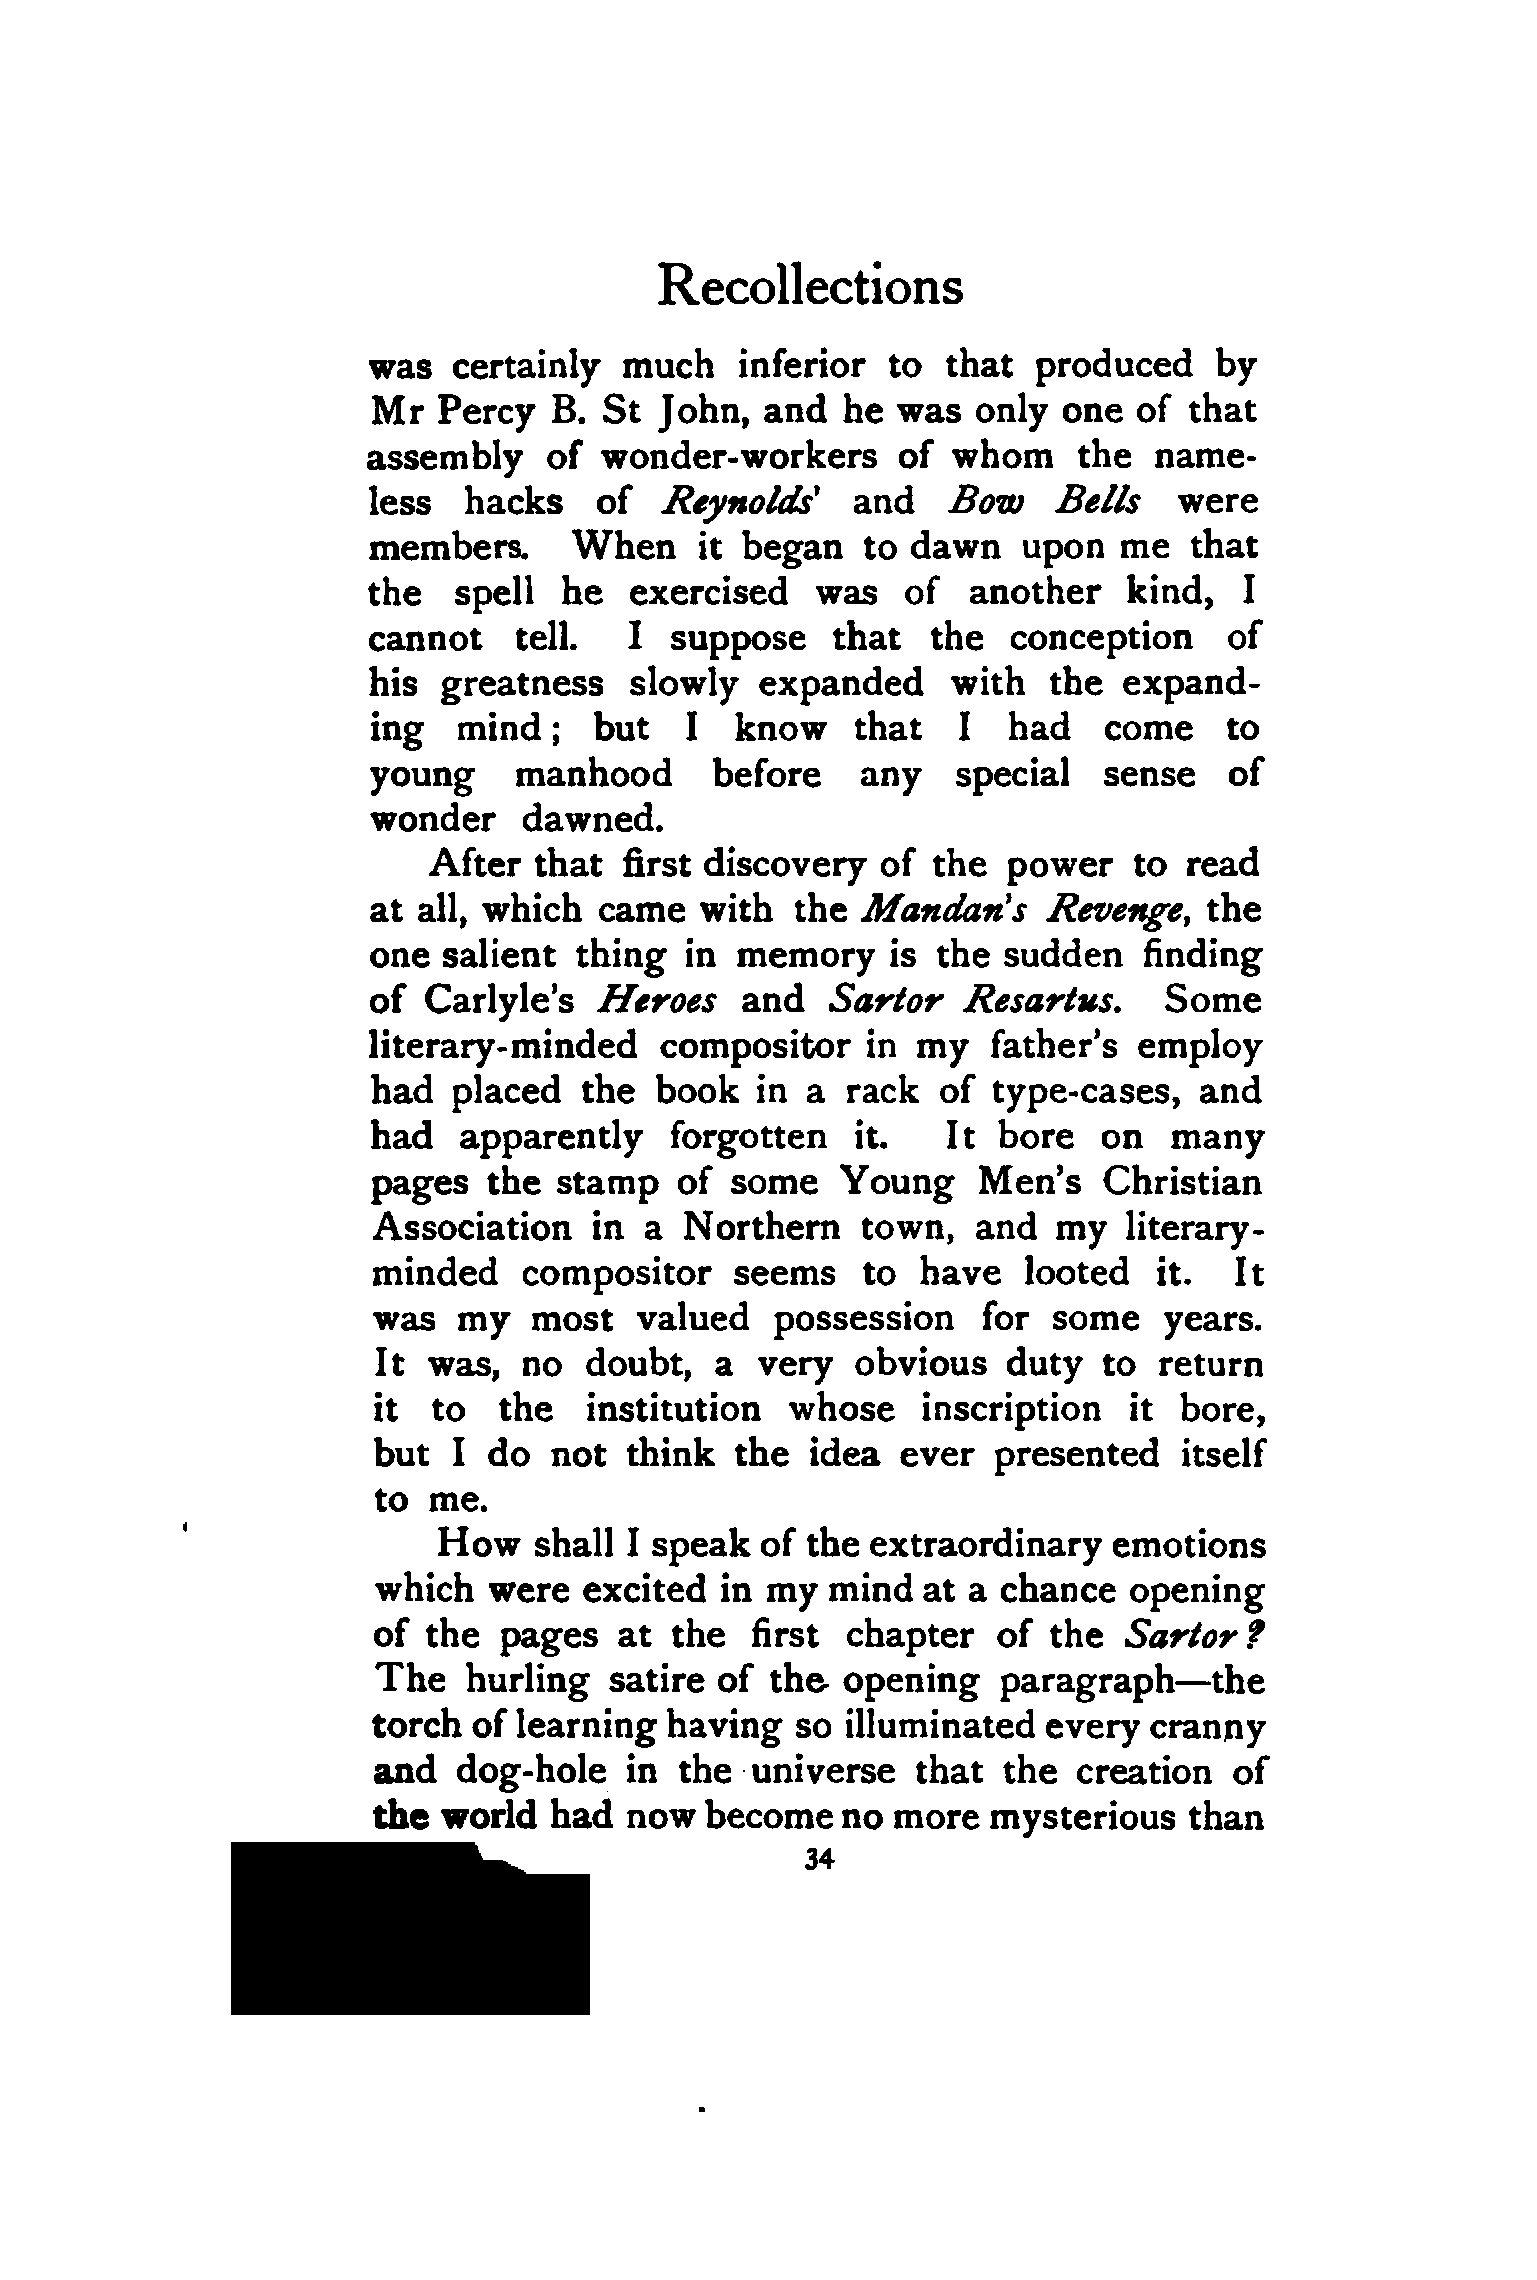 Recollections
was certainly much inferior to that produced by
Mr Percy B. St John, and he was only one of that
assembly of wonder-workers of whom the name-
less hacks of Reynolds' and Bow Bells were
members. When it began to dawn upon me that
the spell he exercised was of another kind, I
cannot tell. I suppose that the conception of
his greatness slowly expanded with the expand-
ing mind; but I know that I had come to
young manhood before any special sense of
wonder dawned.
After that first discovery of the power to read
at all, which came with the Mandan's Revenge, the
one salient thing in memory is the sudden finding
of Carlyle's Heroes and Sartor Resartus. Some
literary-minded compositor in my father's employ
had placed the book in a rack of type-cases, and
had apparently forgotten it. It bore on many
pages the stamp of some Young Men's Christian
Association in a Northern town, and my literary-
minded compositor seems to have looted it. It
was my most valued possession for some years.
It was, no doubt, a very obvious duty to return
it to the institution whose inscription it bore,
but I do not think the idea ever presented itself
to me.
How shall I speak of the extraordinary emotions
which were excited in my mind at a chance opening
of the pages at the first chapter of the Sartor?
The hurling satire of the opening paragraph—the
torch of learning having so illuminated every cranny
and dog-hole in the universe that the creation of
the world had now become no more mysterious than
34